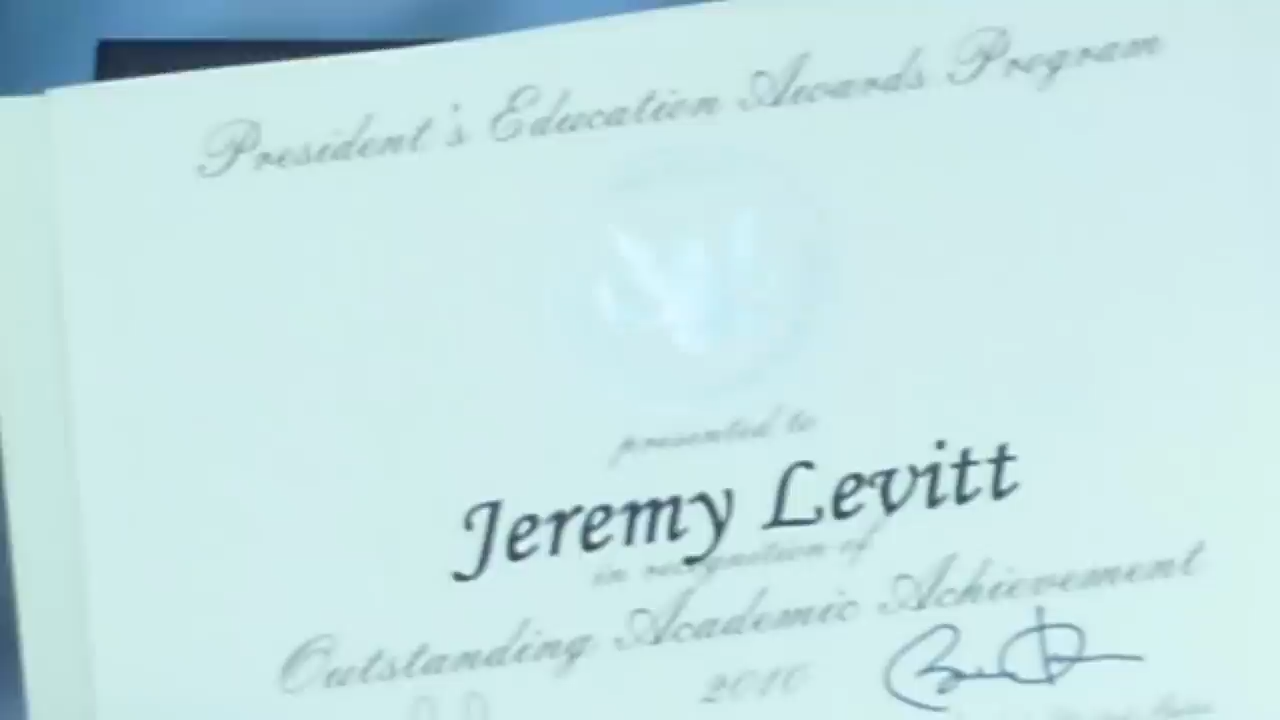 President's Education Awards Program
presented to
Jeremy Levitt
in recognition of
Outstanding Academic Achievement
2010